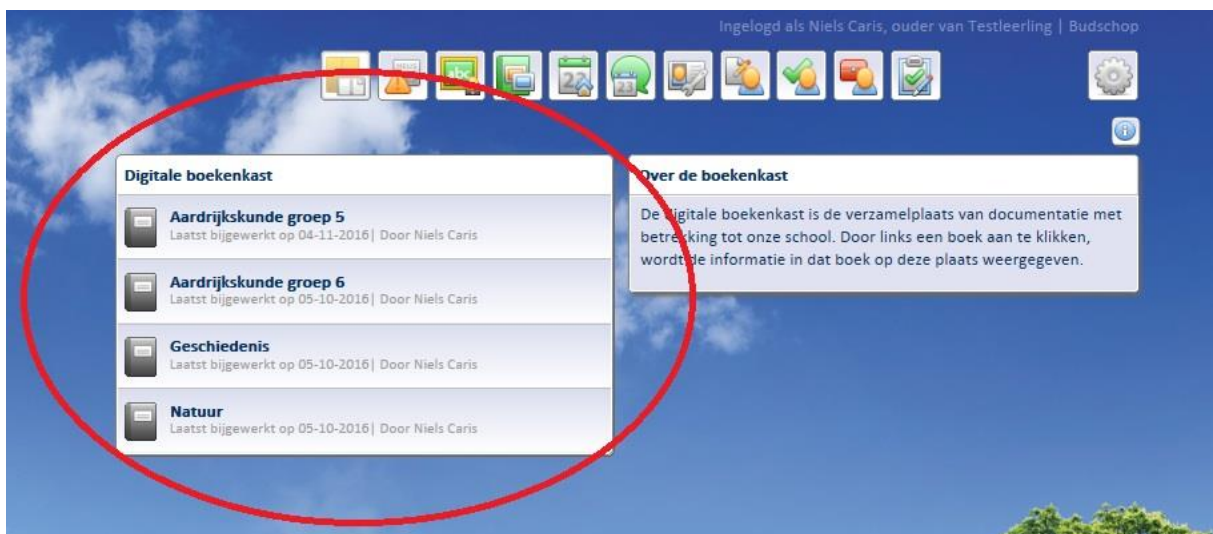 Ingelogd als Niels Caris, ouder van Testleerling | Budschop
NIEUWS
abc
22
23
Digitale boekenkast
Aardrijkskunde groep 5
Laatst bijgewerkt op 04-11-2016| Door Niels Caris
Aardrijkskunde groep 6
Laatst bijgewerkt op 05-10-2016| Door Niels Caris
Geschiedenis
Laatst bijgewerkt op 05-10-2016| Door Niels Caris
Natuur
Laatst bijgewerkt op 05-10-2016| Door Niels Caris
Over de boekenkast
De digitale boekenkast is de verzamelplaats van documentatie met
betrekking tot onze school. Door links een boek aan te klikken,
wordt de informatie in dat boek op deze plaats weergegeven.